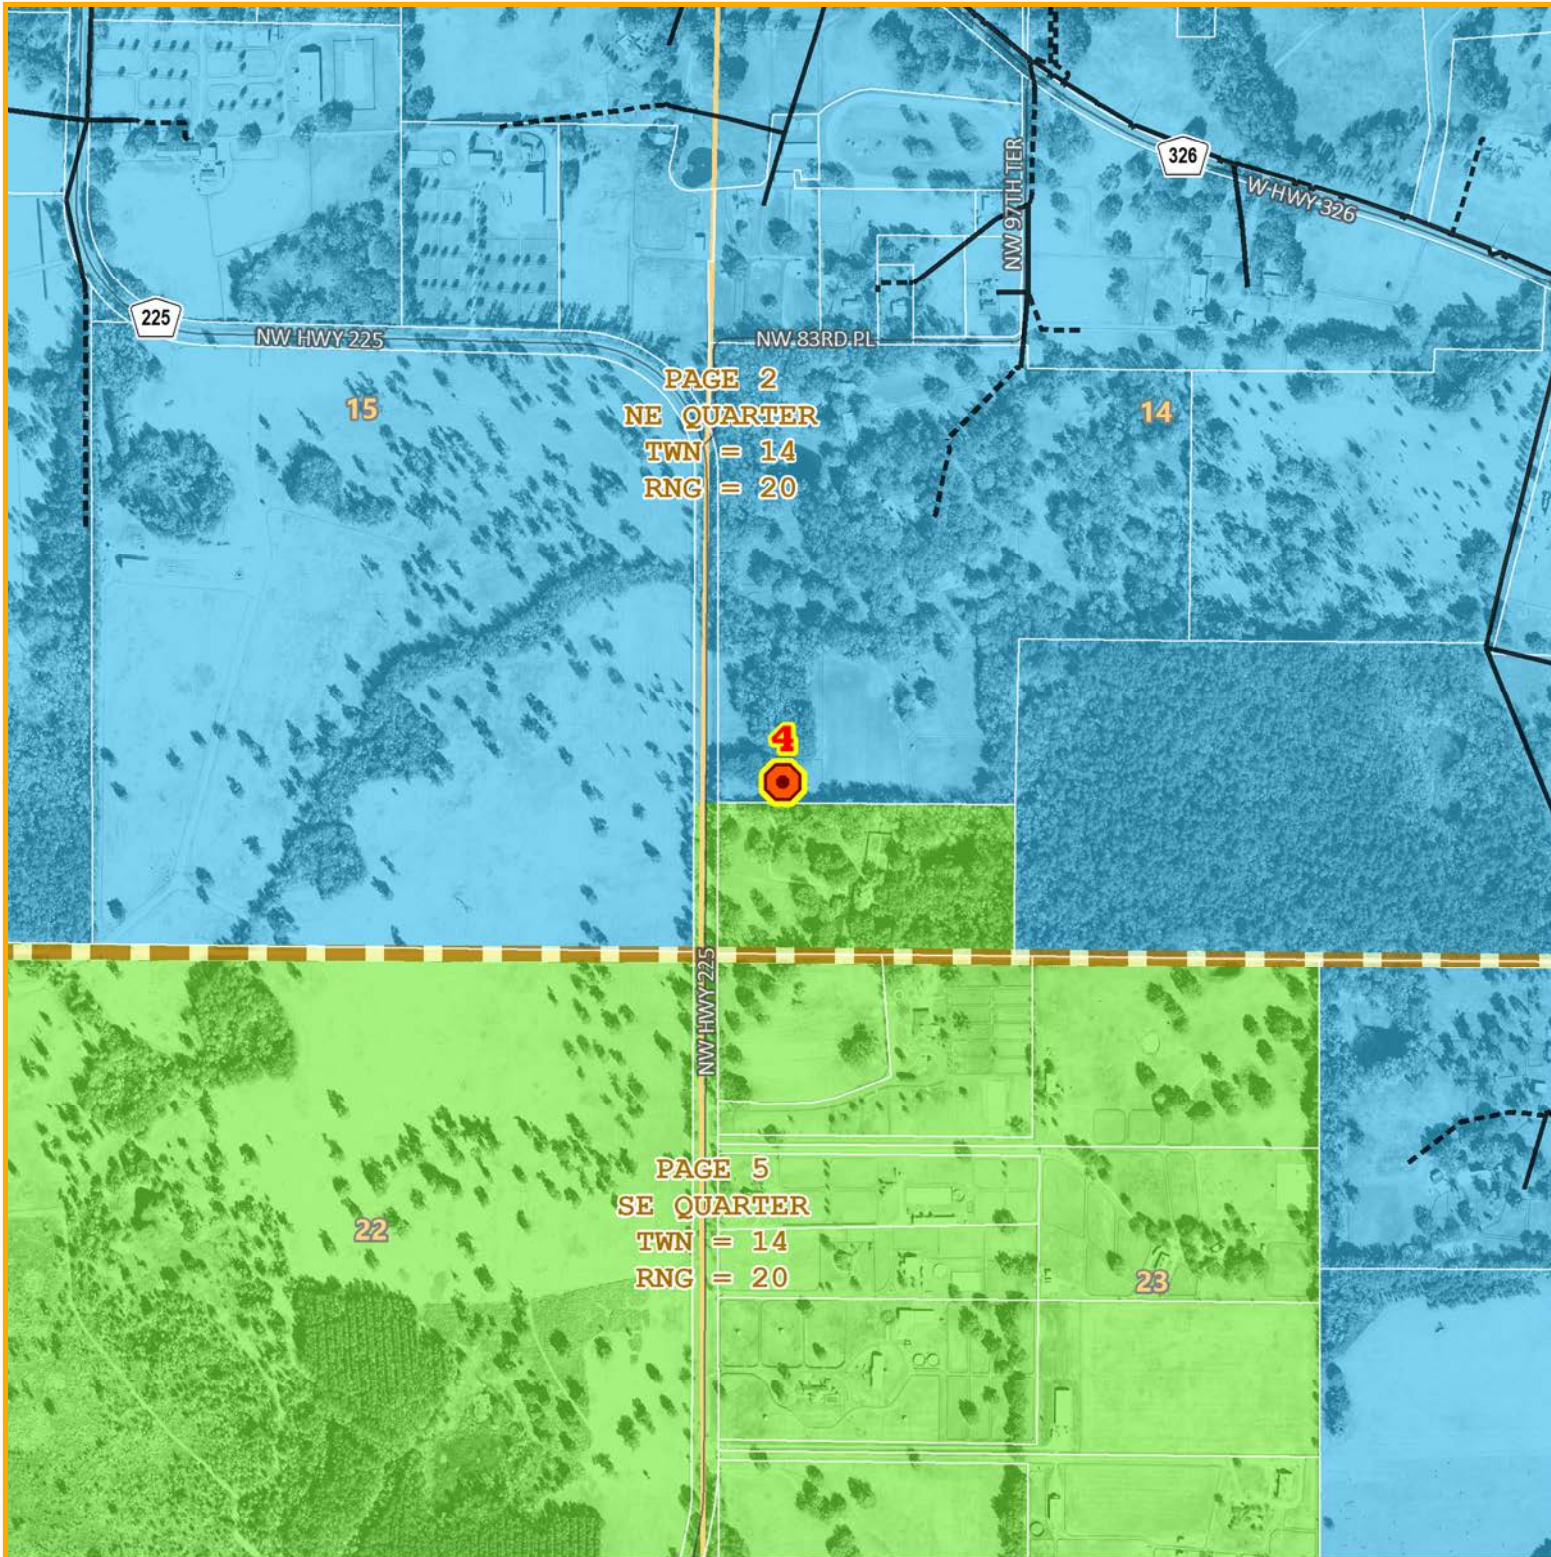 NW 97TH TER
326
W HWY 326
225
NW HWY 225
NW 83RD PL
PAGE 2
NE QUARTER
TWN = 14
RNG = 20
15
14
4
NW HWY 225
PAGE 5
SE QUARTER
TWN = 14
RNG = 20
22
23